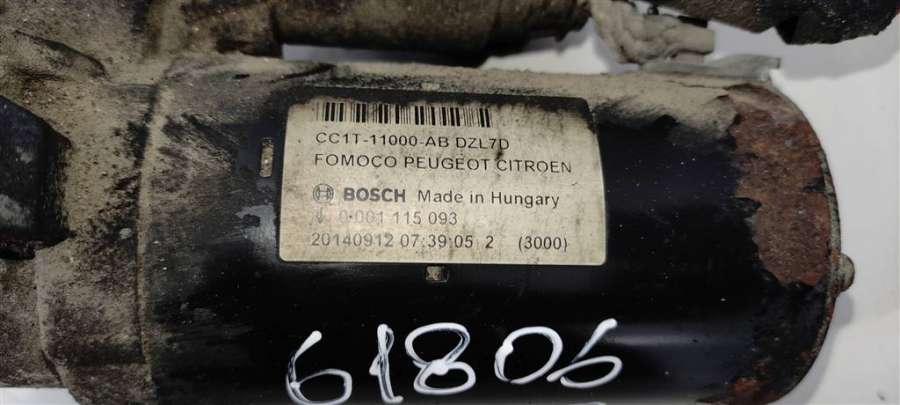 CC1T-11000-AB DZL7D
FOMOCO PEUGEOT CITROEN
BOSCH Made in Hungary
0 001 115 093
20140912 07:39:05 2 (3000)
61806